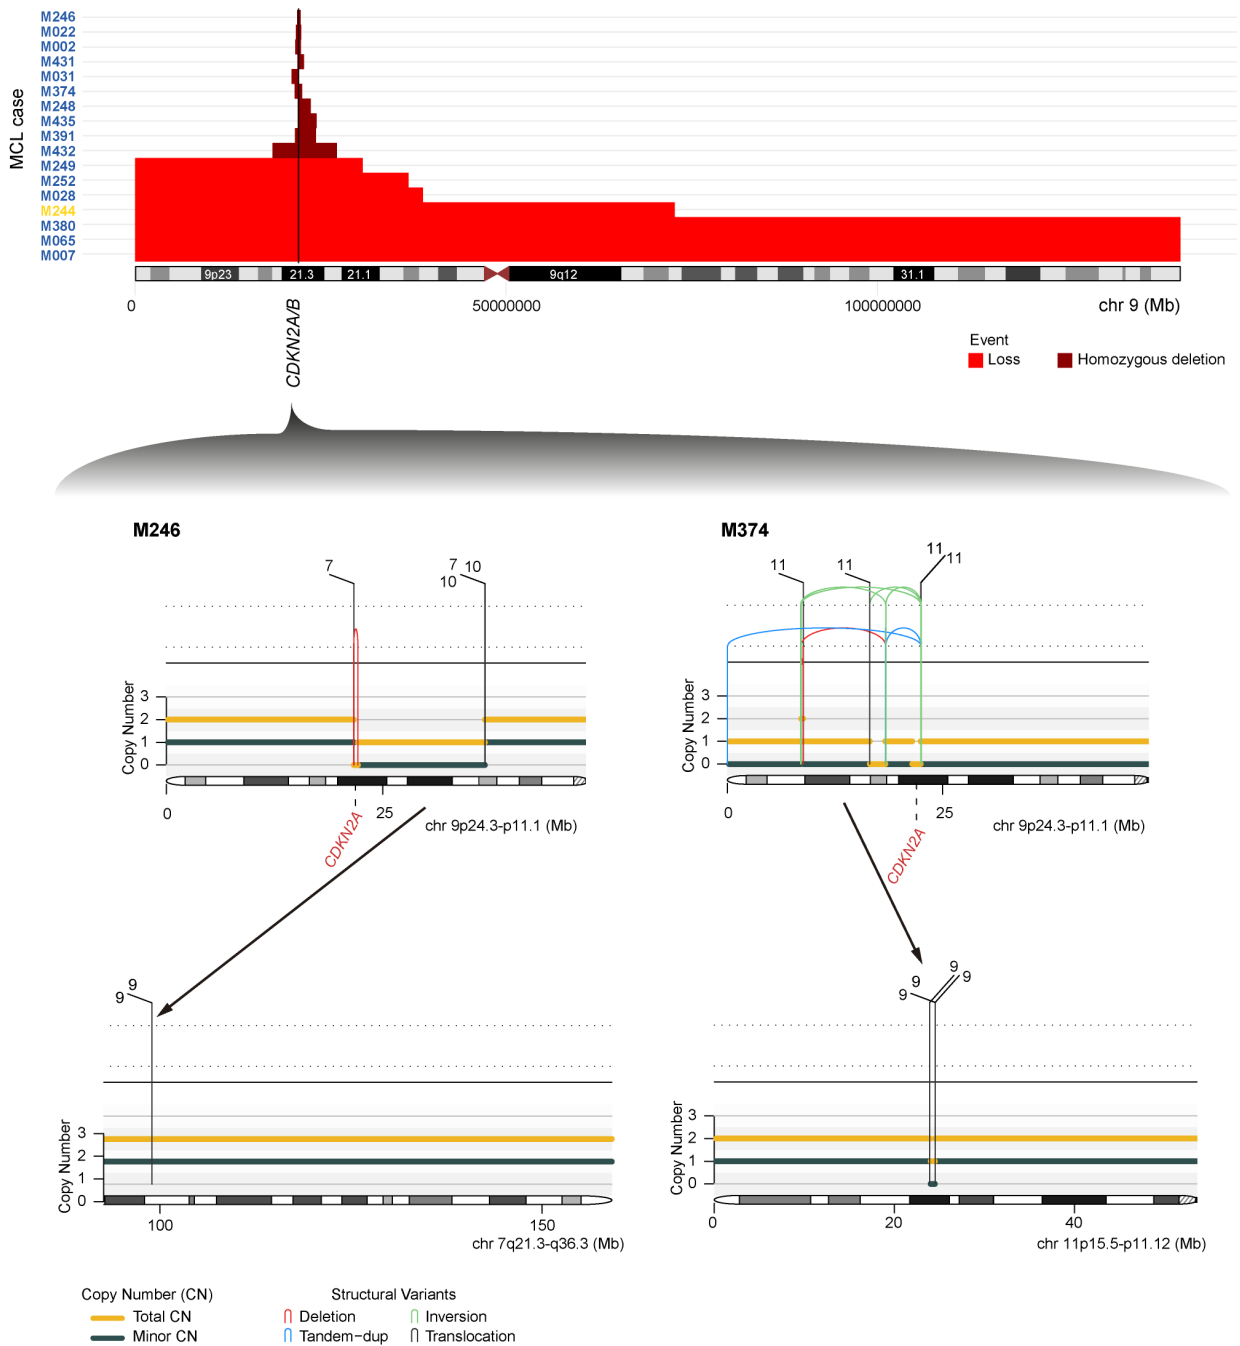 MCL case
M246
M022
M002
M431
M031
M374
M248
M435
M391
M432
M249
M252
M028
M244
M380
M065
M007
9p23 21.3 21.1 9q12 31.1
0 50000000 100000000 chr 9 (Mb)
CDKN2A/B
Event
Loss Homozygous deletion
M246
7
7 10
10
Copy Number
3
2
1
0
0 25
chr 9p24.3-p11.1 (Mb)
CDKN2A
M374
11 11 11 11
Copy Number
3
2
1
0
0 25
chr 9p24.3-p11.1 (Mb)
CDKN2A
9
9
Copy Number
3
2
1
0
100 150
chr 7q21.3-q36.3 (Mb)
9 9 9 9
Copy Number
3
2
1
0
0 20 40
chr 11p15.5-p11.12 (Mb)
Copy Number (CN) Structural Variants
Total CN Deletion Inversion
Minor CN Tandem−dup Translocation